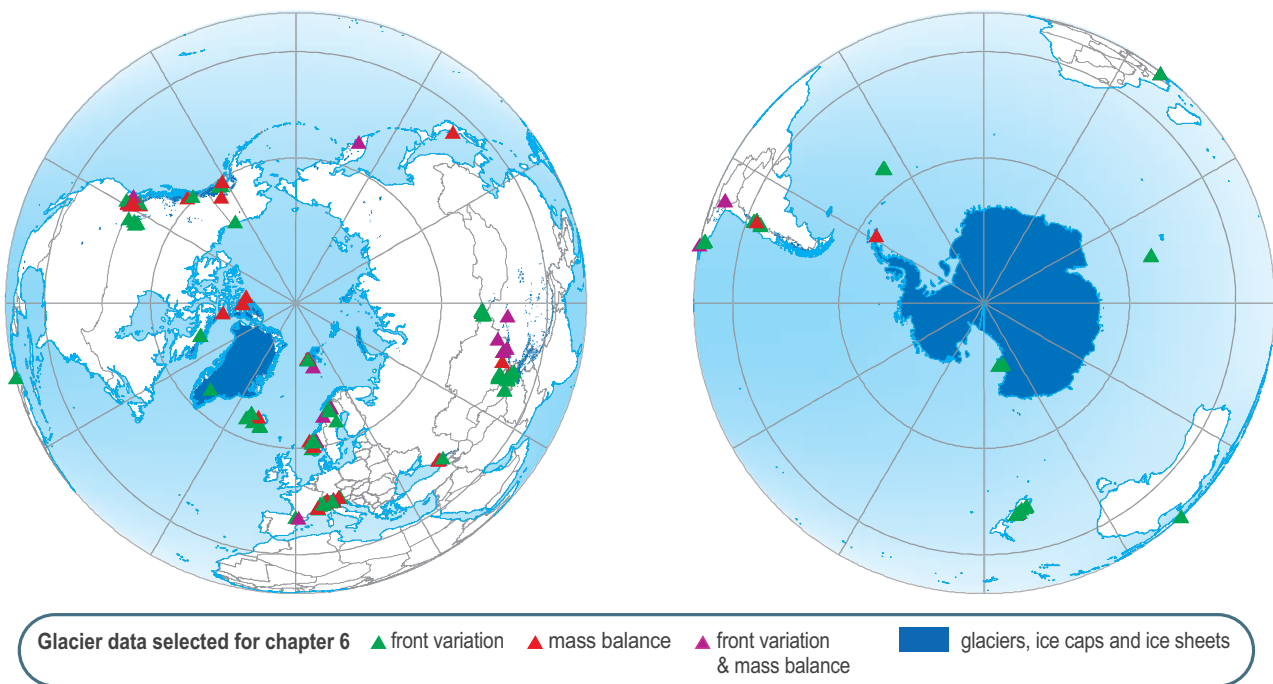 Glacier data selected for chapter 6
front variation
mass balance
front variation
& mass balance
glaciers, ice caps and ice sheets